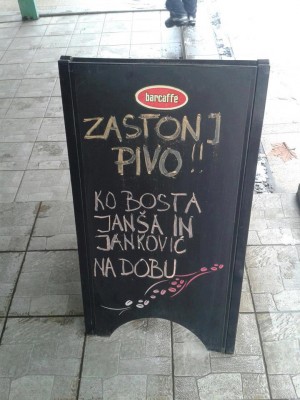 barcaffe
ZASTONJ
PIVO!!
KO BOSTA
JANŠA IN
JANKOVIĆ
NA DOBU